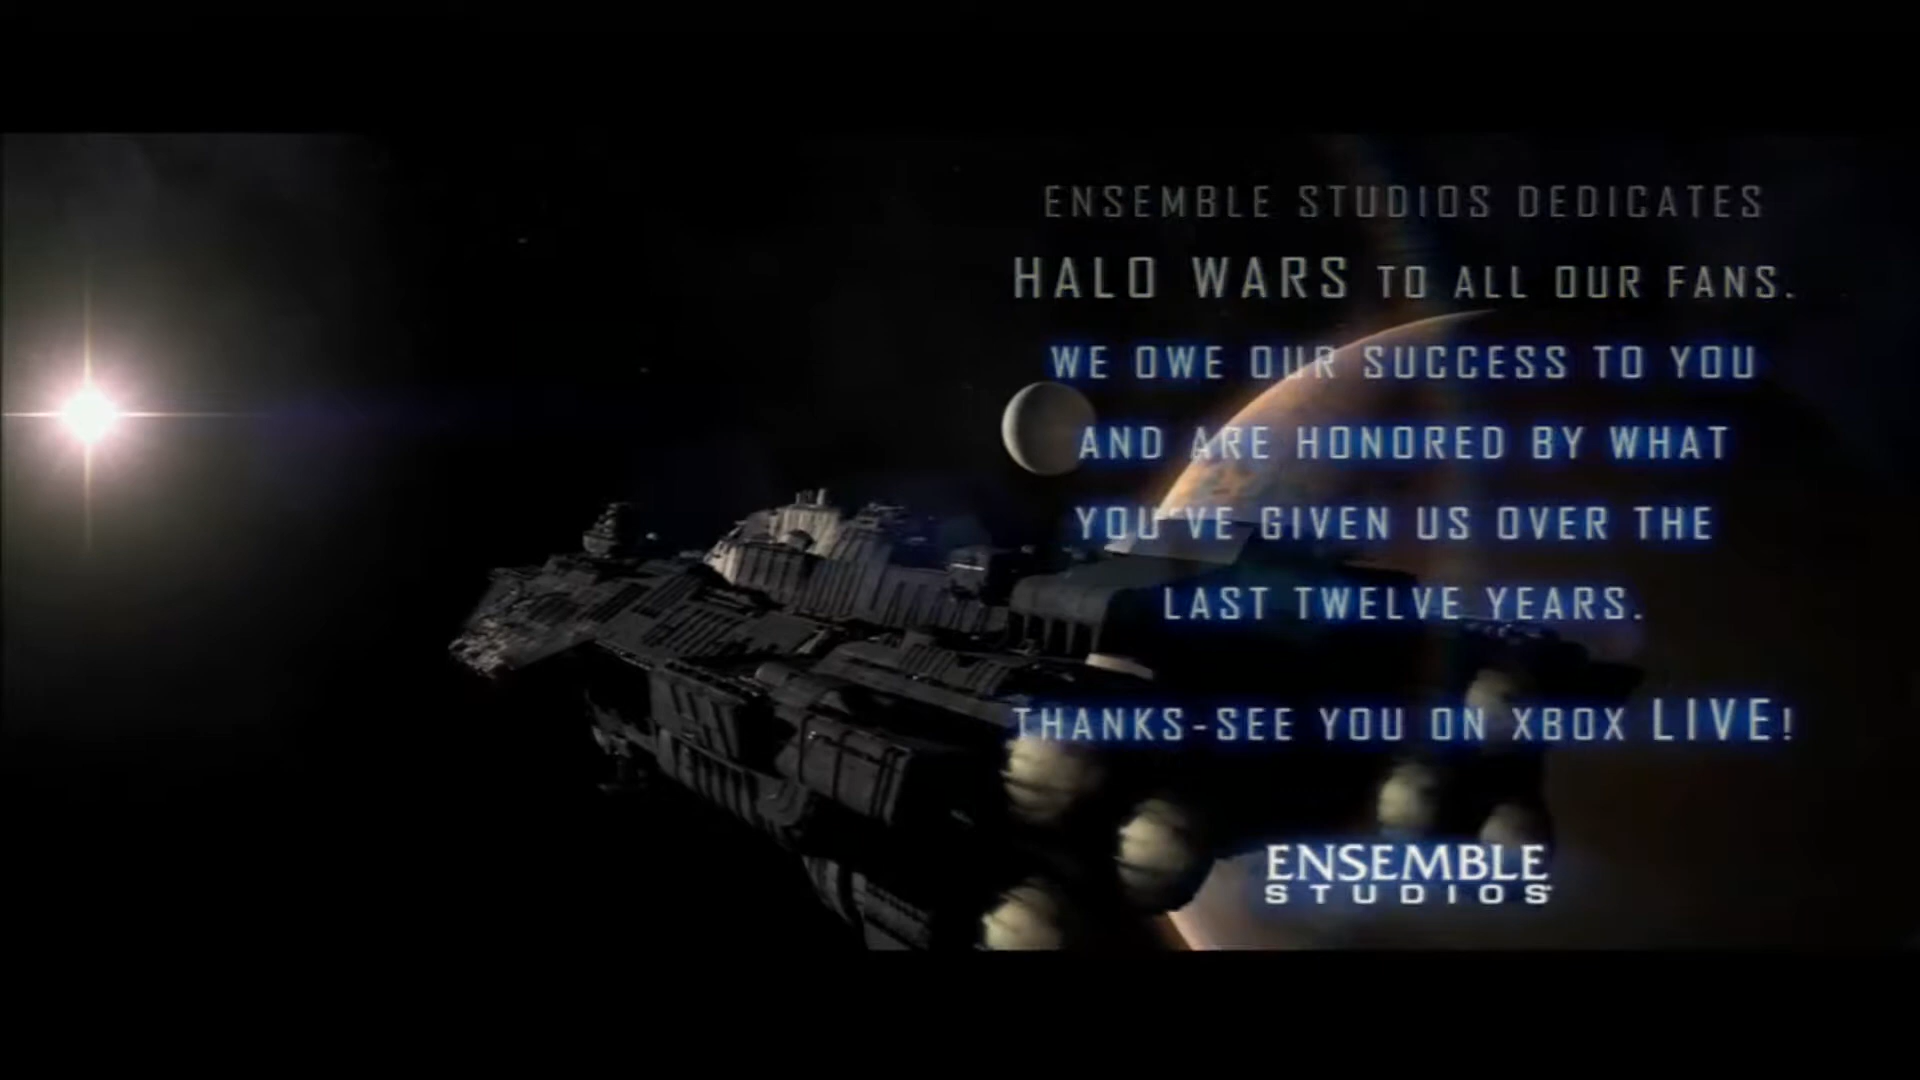 ENSEMBLE STUDIOS DEDICATES
HALO WARS TO ALL OUR FANS.
WE OWE OUR SUCCESS TO YOU
AND ARE HONORED BY WHAT
YOU'VE GIVEN US OVER THE
LAST TWELVE YEARS.
THANKS-SEE YOU ON XBOX LIVE!
ENSEMBLE
STUDIOS